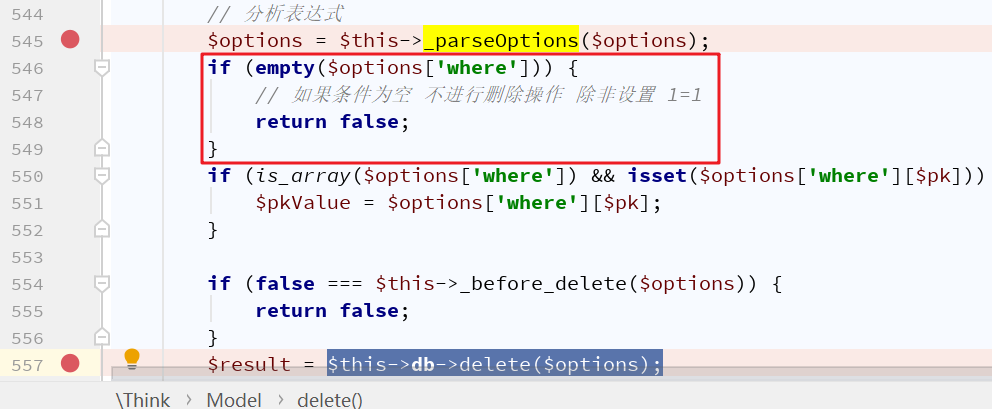 544 // 分析表达式
545 $options = $this->_parseOptions($options);
546 if (empty($options['where'])) {
547 // 如果条件为空 不进行删除操作 除非设置 1=1
548 return false;
549 }
550 if (is_array($options['where']) && isset($options['where'][$pk]))
551 $pkValue = $options['where'][$pk];
552 }
553
554 if (false === $this->_before_delete($options)) {
555 return false;
556 }
557 $result = $this->db->delete($options);
\Think › Model › delete()